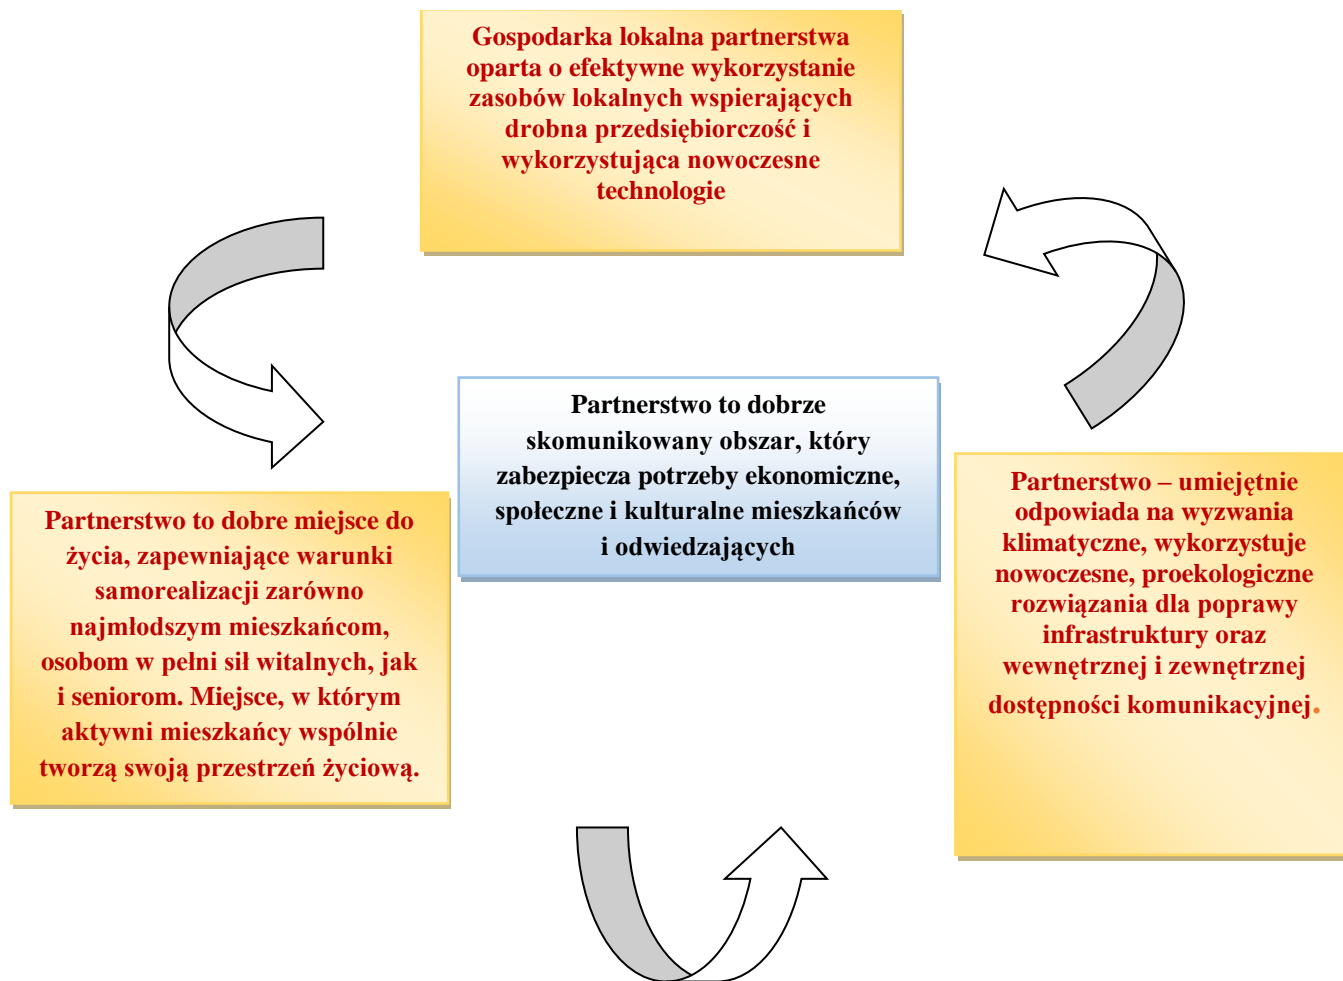 Gospodarka lokalna partnerstwa
oparta o efektywne wykorzystanie
zasobów lokalnych wspierających
drobna przedsiębiorczość i
wykorzystująca nowoczesne
technologie
Partnerstwo to dobrze
skomunikowany obszar, który
zabezpiecza potrzeby ekonomiczne,
społeczne i kulturalne mieszkańców
i odwiedzających
Partnerstwo to dobre miejsce do
życia, zapewniające warunki
samorealizacji zarówno
najmłodszym mieszkańcom,
osobom w pełni sił witalnych, jak
i seniorom. Miejsce, w którym
aktywni mieszkańcy wspólnie
tworzą swoją przestrzeń życiową.
Partnerstwo – umiejętnie
odpowiada na wyzwania
klimatyczne, wykorzystuje
nowoczesne, proekologiczne
rozwiązania dla poprawy
infrastruktury oraz
wewnętrznej i zewnętrznej
dostępności komunikacyjnej.